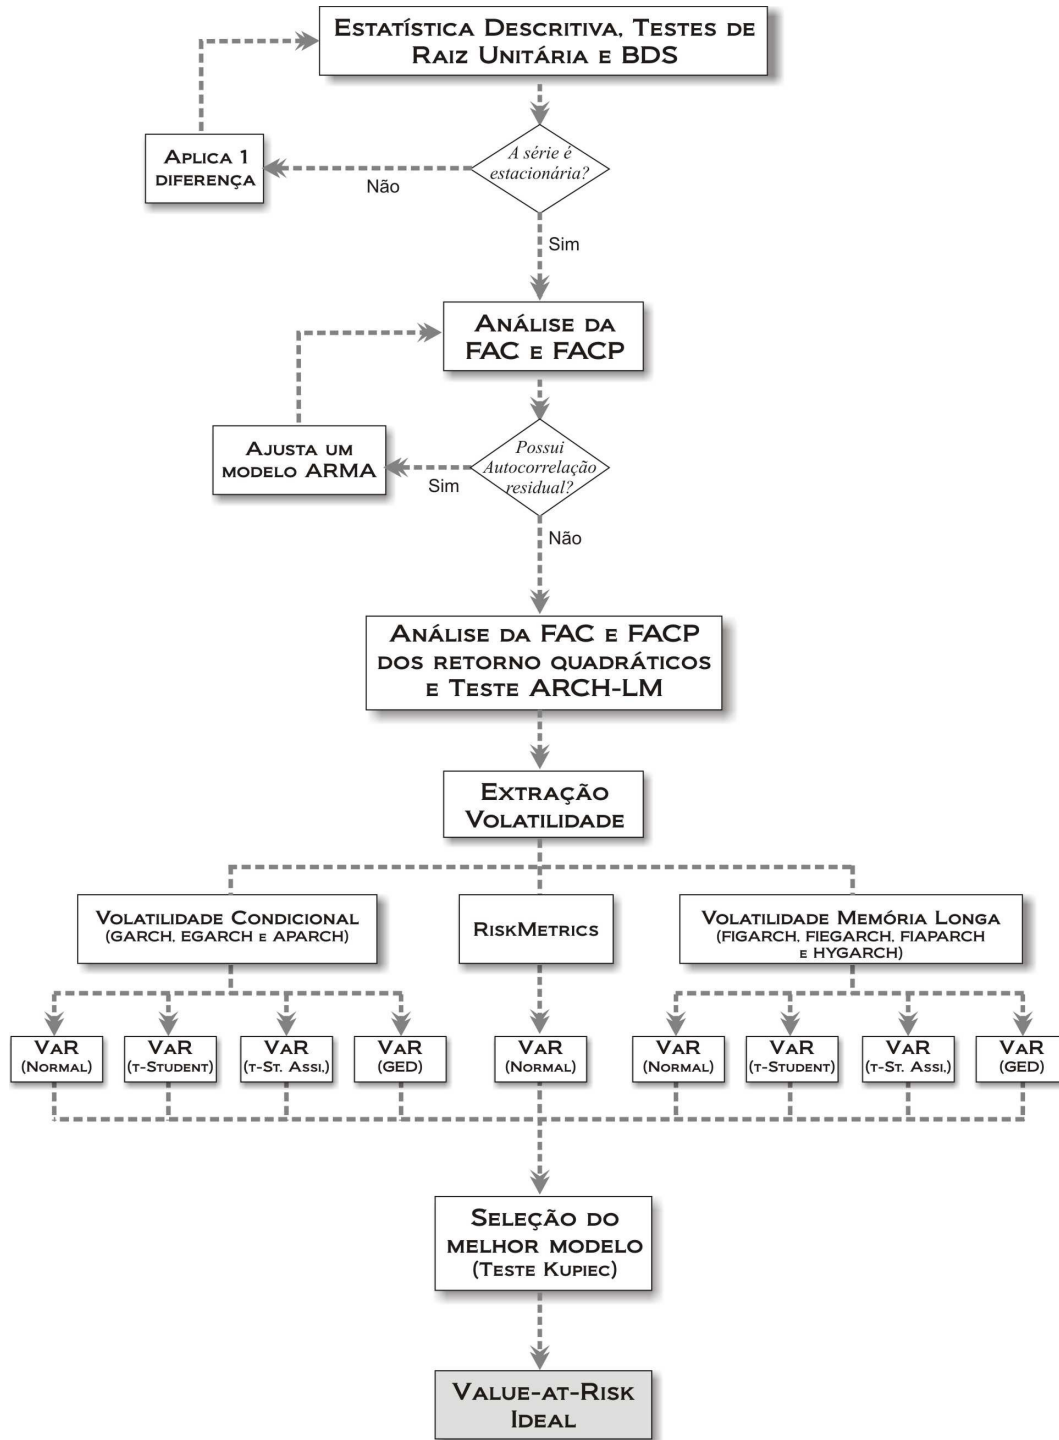 Estatística Descritiva, Testes de
Raiz Unitária e BDS
A série é
estacionária?
Aplica 1
diferença
Não
Sim
Análise da
FAC e FACP
Possui
Autocorrelação
residual?
Ajusta um
modelo ARMA
Sim
Não
Análise da FAC e FACP
dos retorno quadráticos
e Teste ARCH-LM
Extração
Volatilidade
Volatilidade Condicional
(GARCH, EGARCH e APARCH)
RiskMetrics
Volatilidade Memória Longa
(FIGARCH, FIEGARCH, FIAPARCH
e HYGARCH)
VaR
(Normal)
VaR
(t-Student)
VaR
(t-St. Assi.)
VaR
(GED)
VaR
(Normal)
VaR
(Normal)
VaR
(t-Student)
VaR
(t-St. Assi.)
VaR
(GED)
Seleção do
melhor modelo
(Teste Kupiec)
Value-at-Risk
Ideal